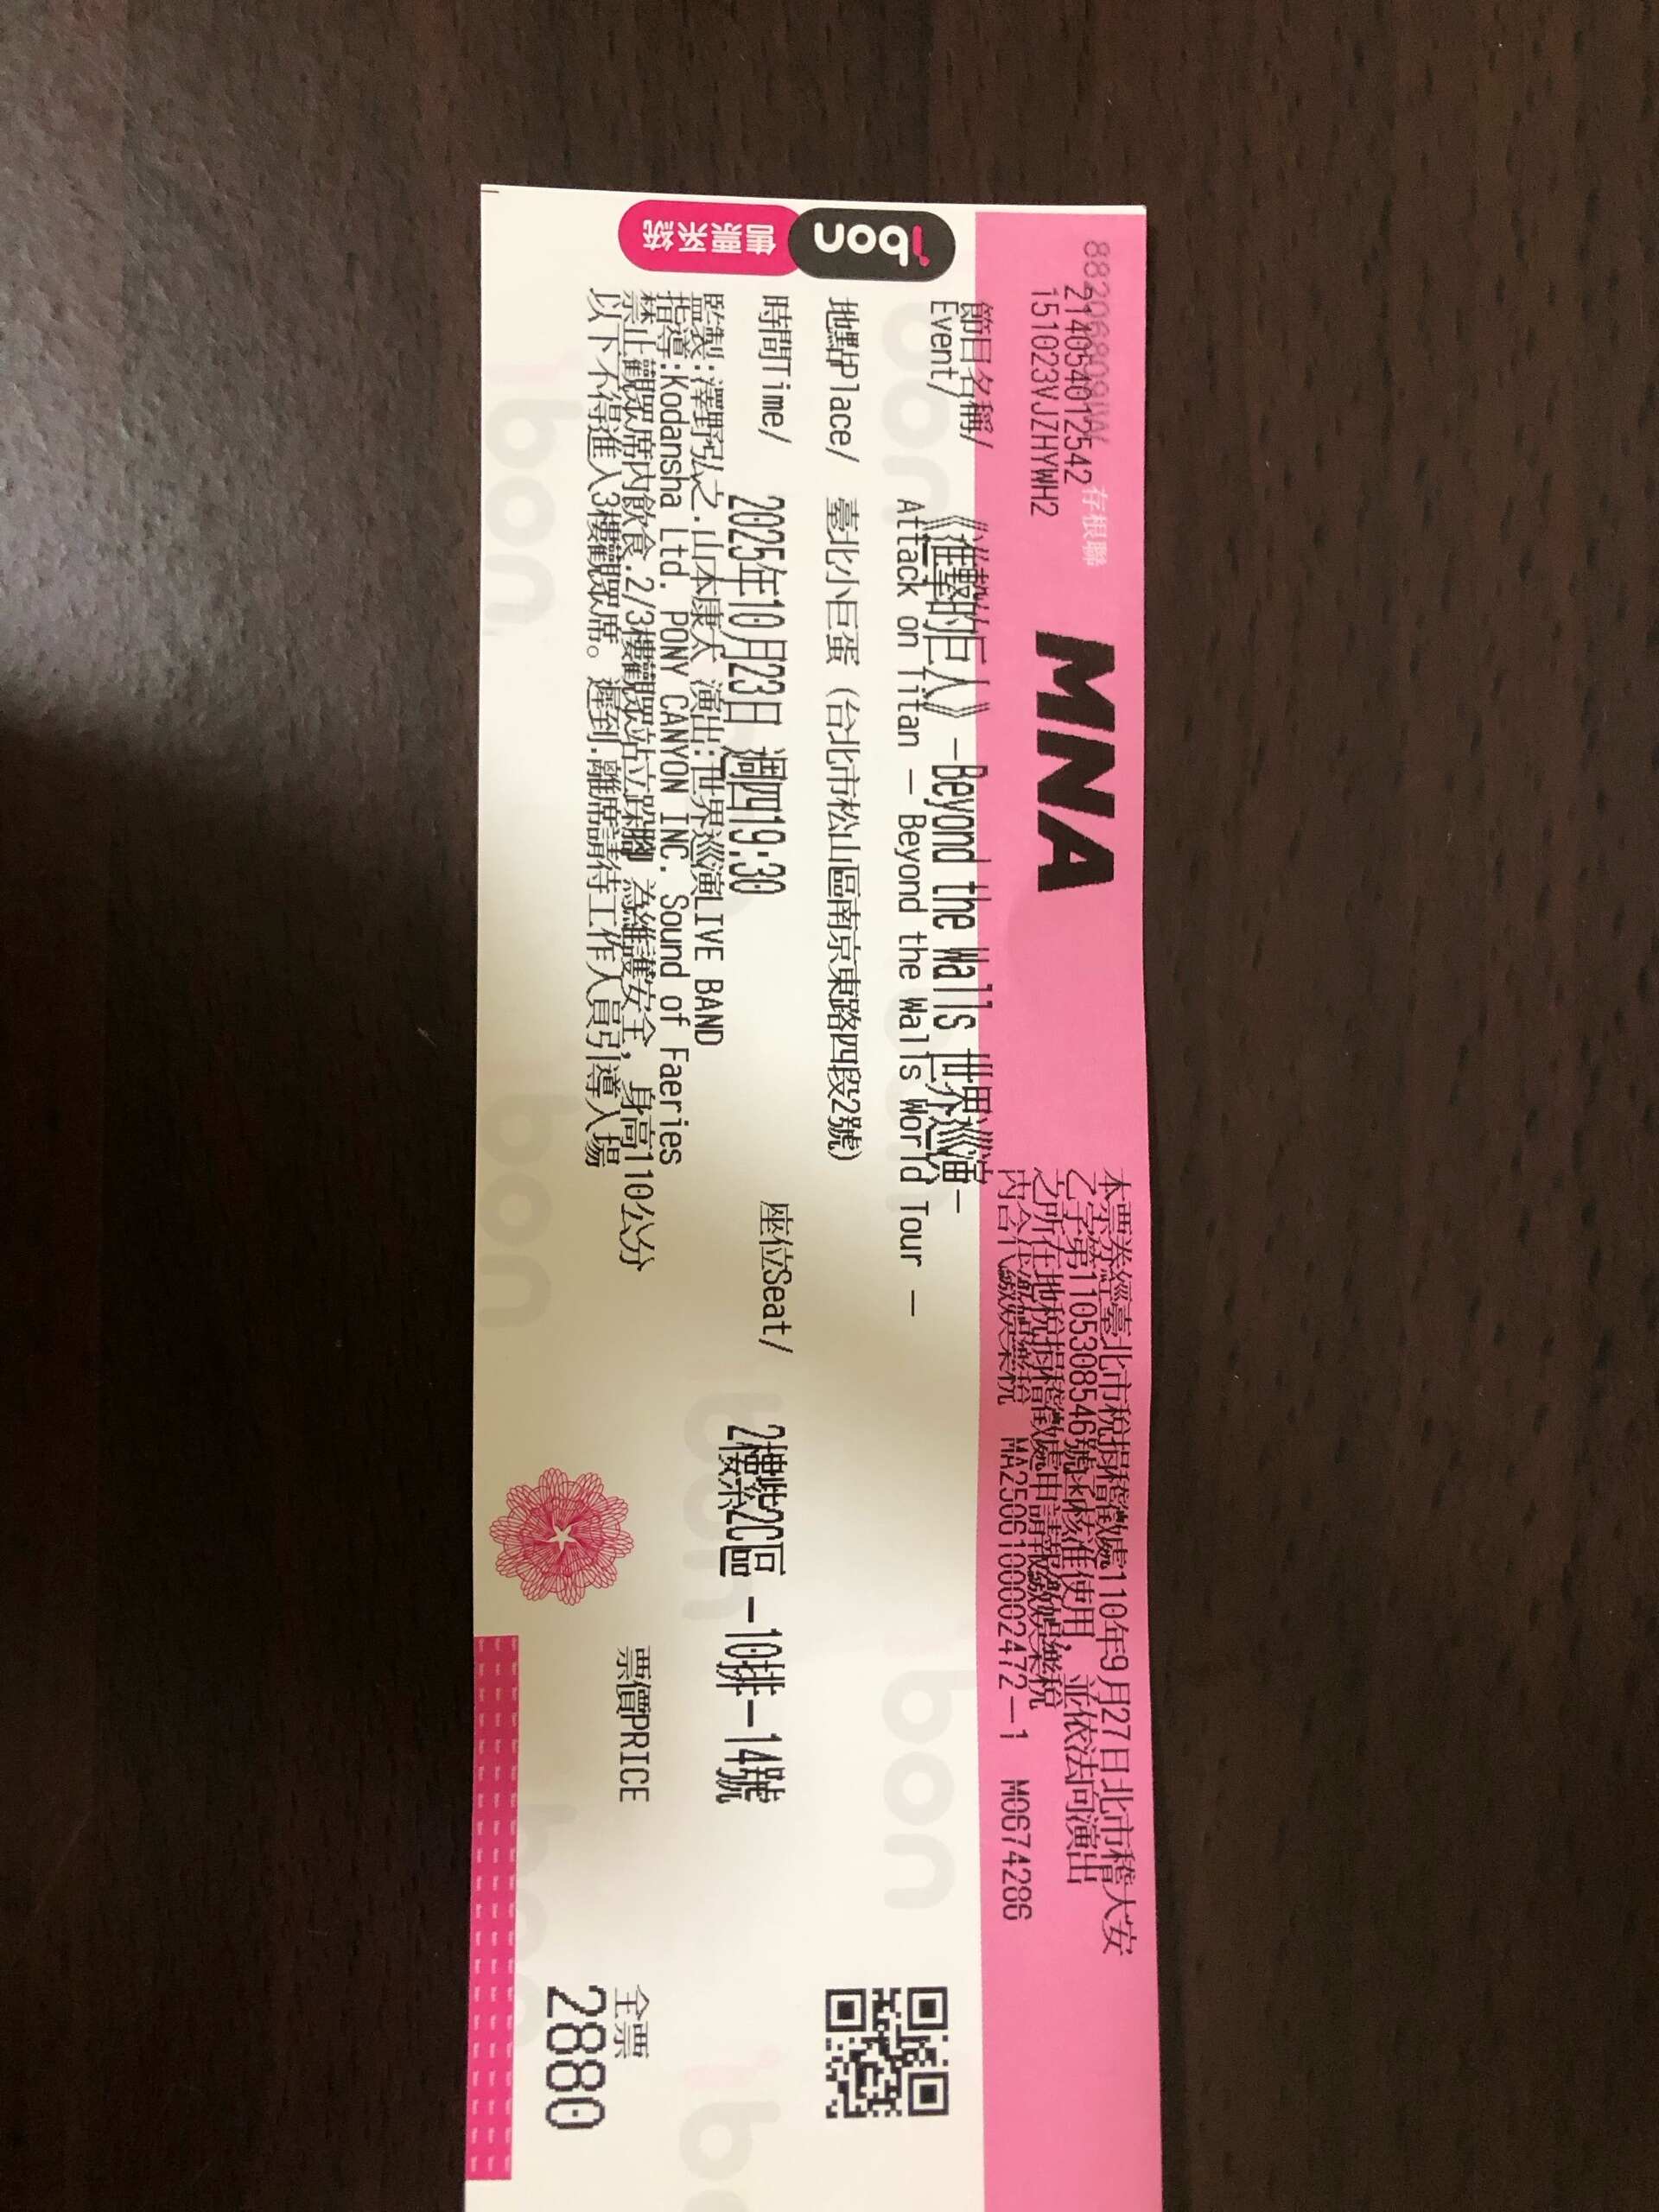 88206809IW 存根聯
214054012542
151023VJZHYWH2
MNA
本票券經臺北市稅捐稽徵處110年9月27日北市稽大安
乙字第1105308546號函核准使用，並依法向演出
之所在地稅捐稽徵處申請報繳娛樂稅
內含代繳娛樂稅 MA2506100002472-1 M0674286
ibon
售票系統
節目名稱/ 《進擊的巨人》 -Beyond the Walls 世界巡演-
Event/ Attack on Titan - Beyond the Walls World Tour -
地點Place/ 臺北小巨蛋 (台北市松山區南京東路四段2號)
時間Time/ 2025年10月23日 週四19:30
座位Seat/ 2樓紫2C區 -10排-14號
監製:澤野弘之.山本康太 演出:世界巡演LIVE BAND
指導:Kodansha Ltd. PONY CANYON INC. Sound of Faeries
禁止觀眾席內飲食.2/3樓觀眾站立跳腳 為維護安全，身高110公分
以下不得進入3樓觀眾席。遲到.離席請待工作人員引導入場
票價PRICE 全票
2880